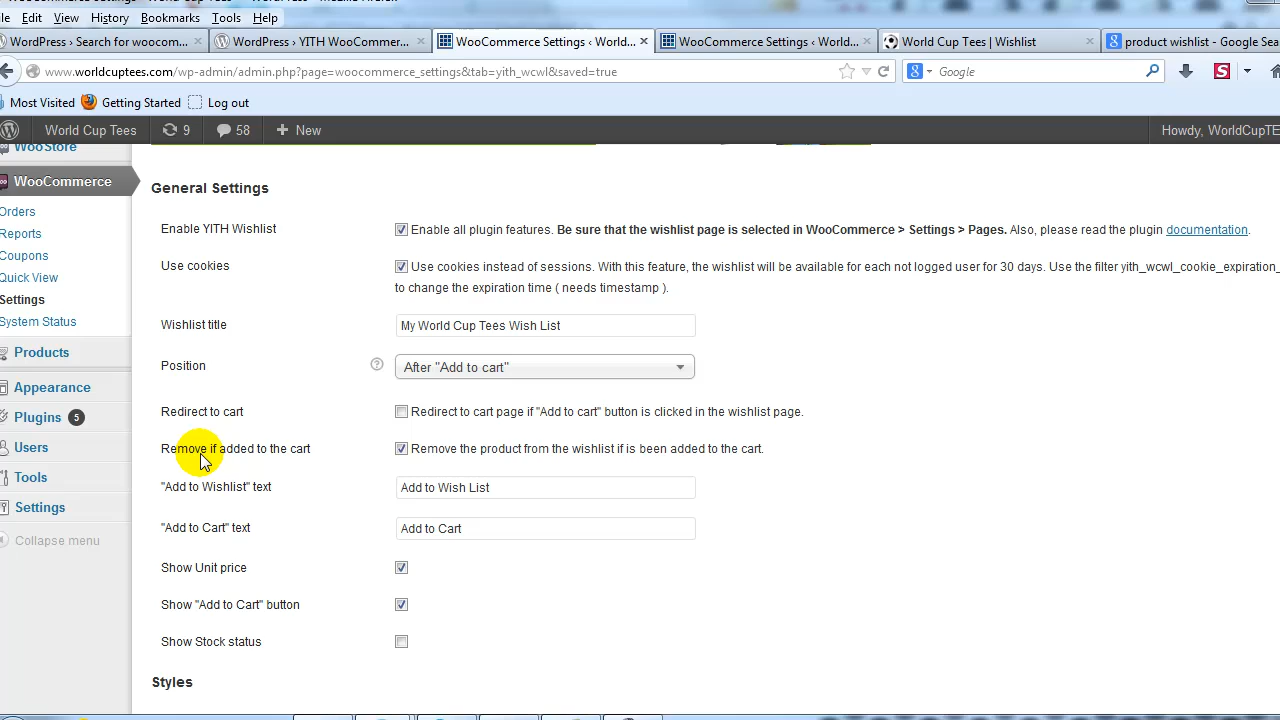 File Edit View History Bookmarks Tools Help
WordPress › Search for woocom... × WordPress › YITH WooCommer... × WooCommerce Settings ‹ World... × WooCommerce Settings ‹ World... × World Cup Tees | Wishlist × product wishlist - Google Sea
www.worldcuptees.com/wp-admin/admin.php?page=woocommerce_settings&tab=yith_wcwl&saved=true Google
Most Visited Getting Started Log out
World Cup Tees 9 58 + New Howdy, WorldCupTE
WooStore
WooCommerce
Orders
Reports
Coupons
Quick View
Settings
System Status
Products
Appearance
Plugins 5
Users
Tools
Settings
Collapse menu
General Settings
Enable YITH Wishlist Enable all plugin features. Be sure that the wishlist page is selected in WooCommerce > Settings > Pages. Also, please read the plugin documentation.
Use cookies Use cookies instead of sessions. With this feature, the wishlist will be available for each not logged user for 30 days. Use the filter yith_wcwl_cookie_expiration_
to change the expiration time ( needs timestamp ).
Wishlist title My World Cup Tees Wish List
Position ? After "Add to cart"
Redirect to cart Redirect to cart page if "Add to cart" button is clicked in the wishlist page.
Remove if added to the cart Remove the product from the wishlist if is been added to the cart.
"Add to Wishlist" text Add to Wish List
"Add to Cart" text Add to Cart
Show Unit price
Show "Add to Cart" button
Show Stock status
Styles